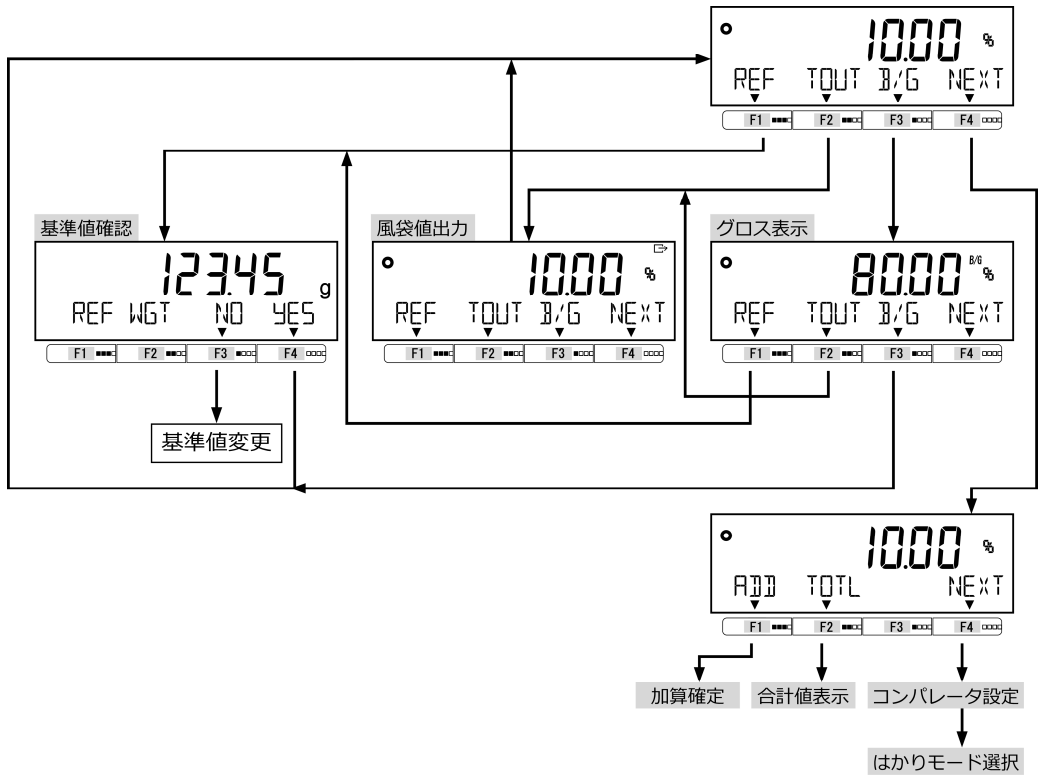 10.00 %
REF TOUT B/G NEXT
F1 F2 F3 F4
基準値確認
123.45 g
REF WGT NO YES
F1 F2 F3 F4
基準値変更
風袋値出力
10.00 %
REF TOUT B/G NEXT
F1 F2 F3 F4
グロス表示
80.00 B/G %
REF TOUT B/G NEXT
F1 F2 F3 F4
10.00 %
ADD TOTL NEXT
F1 F2 F3 F4
加算確定
合計値表示
コンパレータ設定
はかりモード選択